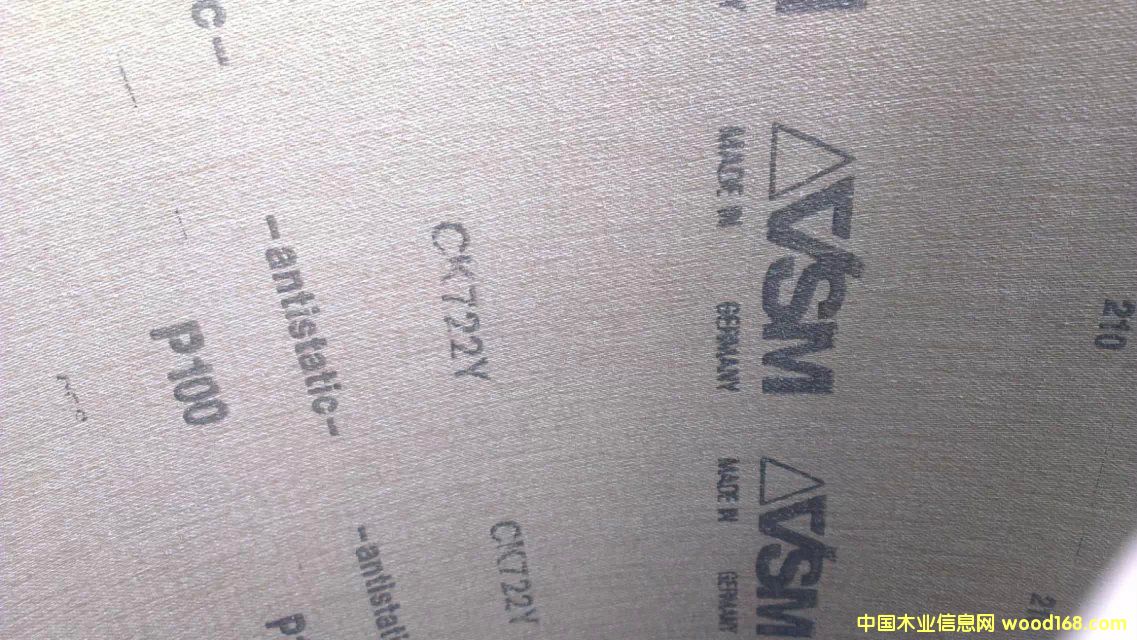 VSM
MADE IN GERMANY
CK722Y
-antistatic-
P100
210
VSM
MADE IN GERMANY
CK722Y
中国木业信息网 wood168.com